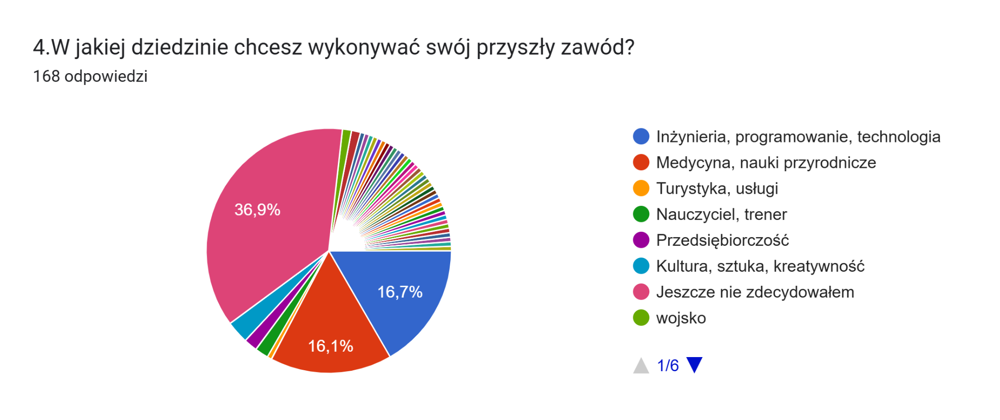 4.W jakiej dziedzinie chcesz wykonywać swój przyszły zawód?
168 odpowiedzi
36,9%
16,7%
16,1%
Inżynieria, programowanie, technologia
Medycyna, nauki przyrodnicze
Turystyka, usługi
Nauczyciel, trener
Przedsiębiorczość
Kultura, sztuka, kreatywność
Jeszcze nie zdecydowałem
wojsko
1/6